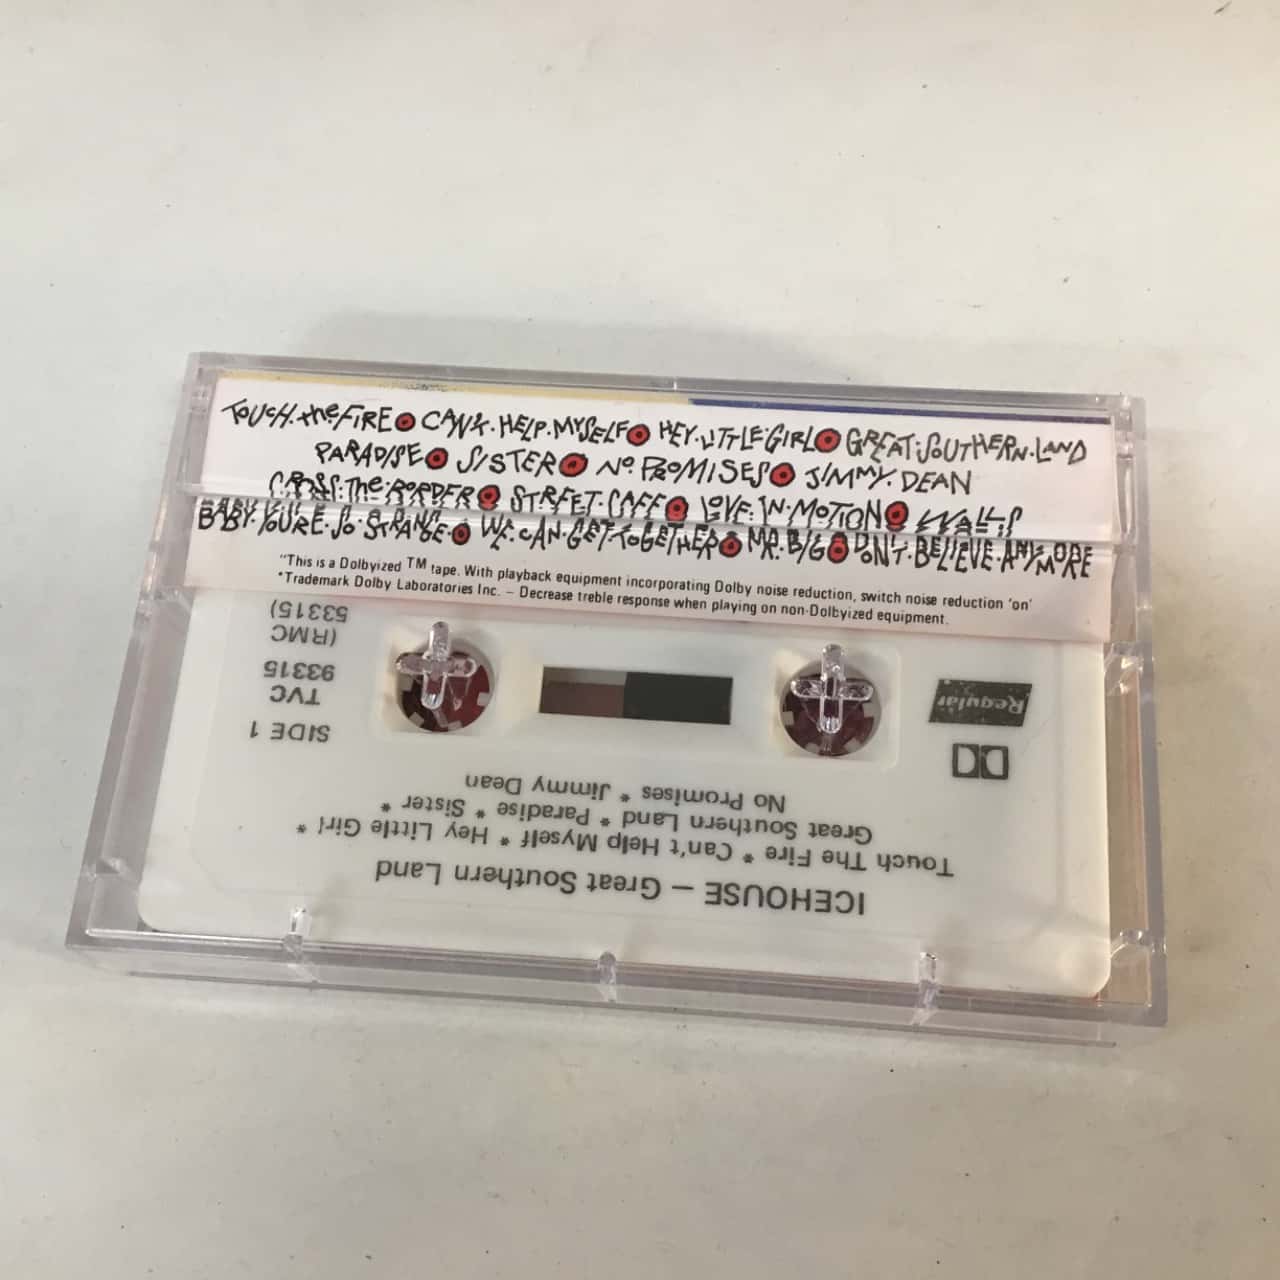 TOUCH·the·FIRE CAN't·HELP·MYSELF HEY·LITTLE·GIRL GREAT·SOUTHERN·LAND
PARADISE SISTER No PROMISES JIMMY·DEAN
CROSS·The·BORDER STREET·CAFE LOVE·IN·MOTION WALLS
BABY·YOU'RE·SO·STRANGE WE·CAN·GET·TOGETHER MR·BIG DON'T·BELIEVE·ANYMORE
"This is a Dolbyized TM tape. With playback equipment incorporating Dolby noise reduction, switch noise reduction 'on'
*Trademark Dolby Laboratories Inc. – Decrease treble response when playing on non-Dolbyized equipment.
ICEHOUSE — Great Southern Land
Touch The Fire * Can't Help Myself * Hey Little Girl *
Great Southern Land * Paradise * Sister *
No Promises * Jimmy Dean
Regular
SIDE 1
TVC
93315
(RMC
53315)